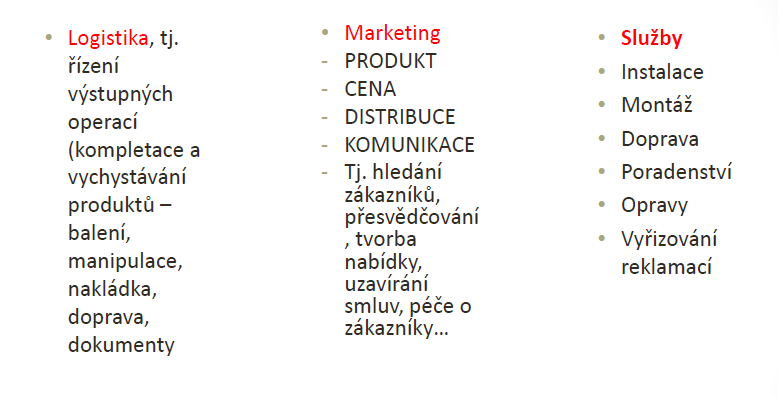 • Logistika, tj.
řízení
výstupných
operací
(kompletace a
vychystávání
produktů –
balení,
manipulace,
nakládka,
doprava,
dokumenty
• Marketing
- PRODUKT
- CENA
- DISTRIBUCE
- KOMUNIKACE
- Tj. hledání
zákazníků,
přesvědčování
, tvorba
nabídky,
uzavírání
smluv, péče o
zákazníky…
• Služby
• Instalace
• Montáž
• Doprava
• Poradenství
• Opravy
• Vyřizování
reklamací